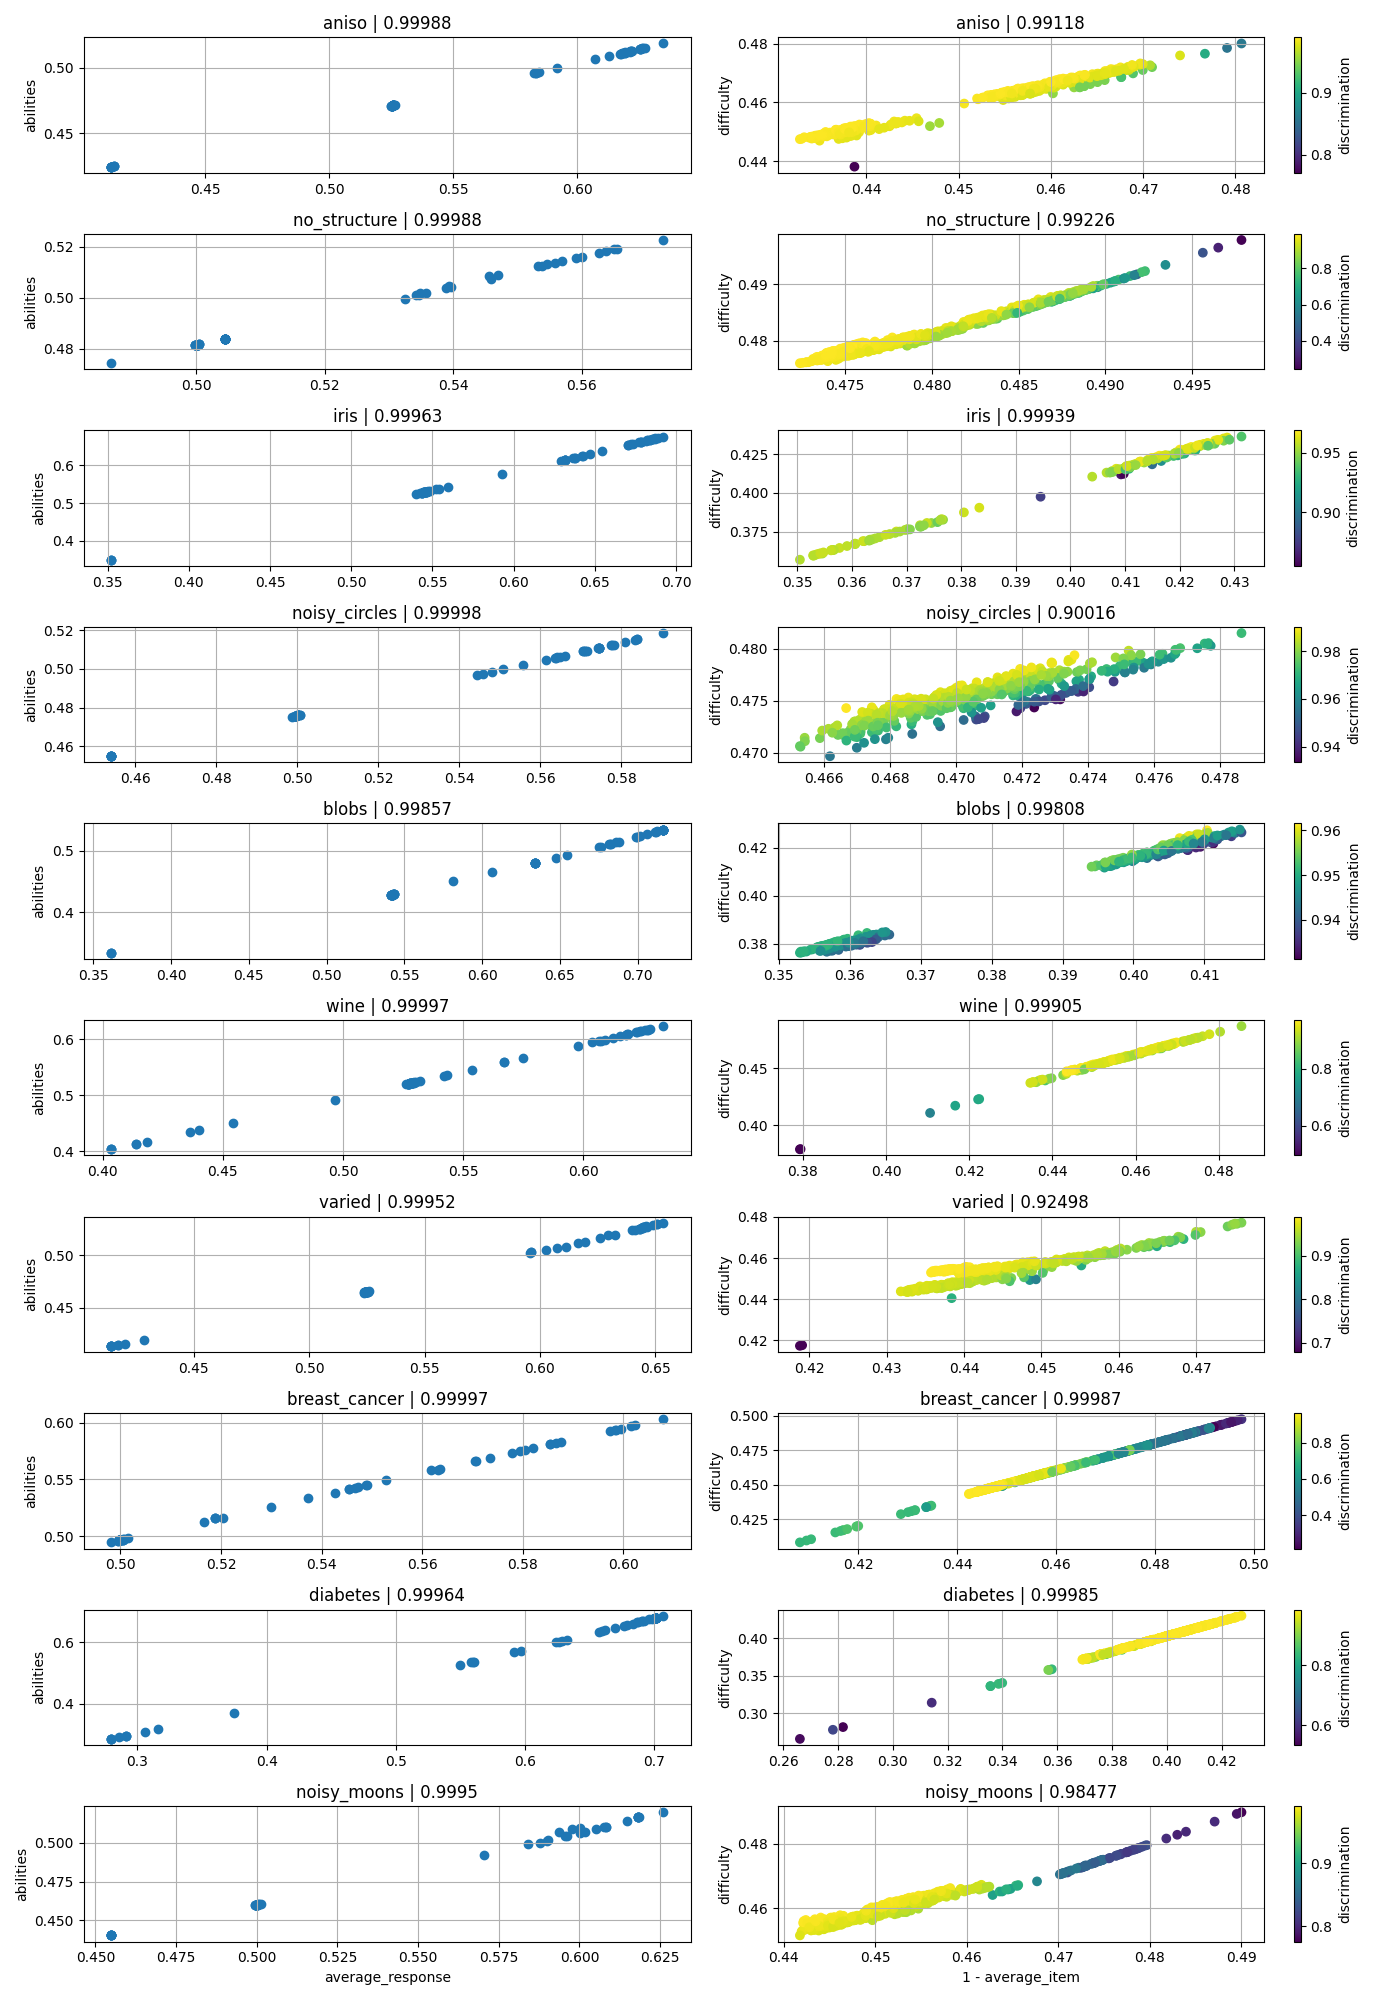 aniso | 0.99988
aniso | 0.99118
abilities
0.50
0.45
0.45 0.50 0.55 0.60
difficulty
0.48
0.46
0.44
0.44 0.45 0.46 0.47 0.48
0.9
0.8
discrimination
no_structure | 0.99988
no_structure | 0.99226
abilities
0.52
0.50
0.48
0.50 0.52 0.54 0.56
difficulty
0.49
0.48
0.475 0.480 0.485 0.490 0.495
0.8
0.6
0.4
discrimination
iris | 0.99963
iris | 0.99939
abilities
0.6
0.5
0.4
0.35 0.40 0.45 0.50 0.55 0.60 0.65 0.70
difficulty
0.425
0.400
0.375
0.35 0.36 0.37 0.38 0.39 0.40 0.41 0.42 0.43
0.95
0.90
discrimination
noisy_circles | 0.99998
noisy_circles | 0.90016
abilities
0.52
0.50
0.48
0.46
0.46 0.48 0.50 0.52 0.54 0.56 0.58
difficulty
0.480
0.475
0.470
0.466 0.468 0.470 0.472 0.474 0.476 0.478
0.98
0.96
0.94
discrimination
blobs | 0.99857
blobs | 0.99808
abilities
0.5
0.4
0.35 0.40 0.45 0.50 0.55 0.60 0.65 0.70
difficulty
0.42
0.40
0.38
0.35 0.36 0.37 0.38 0.39 0.40 0.41
0.96
0.95
0.94
discrimination
wine | 0.99997
wine | 0.99905
abilities
0.6
0.5
0.4
0.40 0.45 0.50 0.55 0.60
difficulty
0.45
0.40
0.38 0.40 0.42 0.44 0.46 0.48
0.8
0.6
discrimination
varied | 0.99952
varied | 0.92498
abilities
0.50
0.45
0.45 0.50 0.55 0.60 0.65
difficulty
0.48
0.46
0.44
0.42
0.42 0.43 0.44 0.45 0.46 0.47
0.9
0.8
0.7
discrimination
breast_cancer | 0.99997
breast_cancer | 0.99987
abilities
0.60
0.55
0.50
0.50 0.52 0.54 0.56 0.58 0.60
difficulty
0.500
0.475
0.450
0.425
0.42 0.44 0.46 0.48 0.50
0.8
0.6
0.4
discrimination
diabetes | 0.99964
diabetes | 0.99985
abilities
0.6
0.4
0.3 0.4 0.5 0.6 0.7
difficulty
0.40
0.35
0.30
0.26 0.28 0.30 0.32 0.34 0.36 0.38 0.40 0.42
0.8
0.6
discrimination
noisy_moons | 0.9995
noisy_moons | 0.98477
abilities
0.500
0.475
0.450
0.450 0.475 0.500 0.525 0.550 0.575 0.600 0.625
average_response
difficulty
0.48
0.46
0.44 0.45 0.46 0.47 0.48 0.49
1 - average_item
0.9
0.8
discrimination